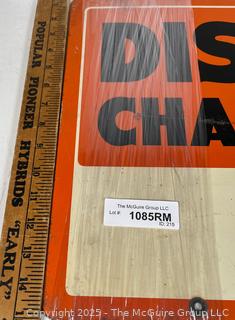 POPULAR PIONEER HYBRIDS
"EARLY"
DIS
CHA
The McGuire Group LLC
Lot #: 1085RM
ID: 215
Copyright 2025 - The McGuire Group LLC